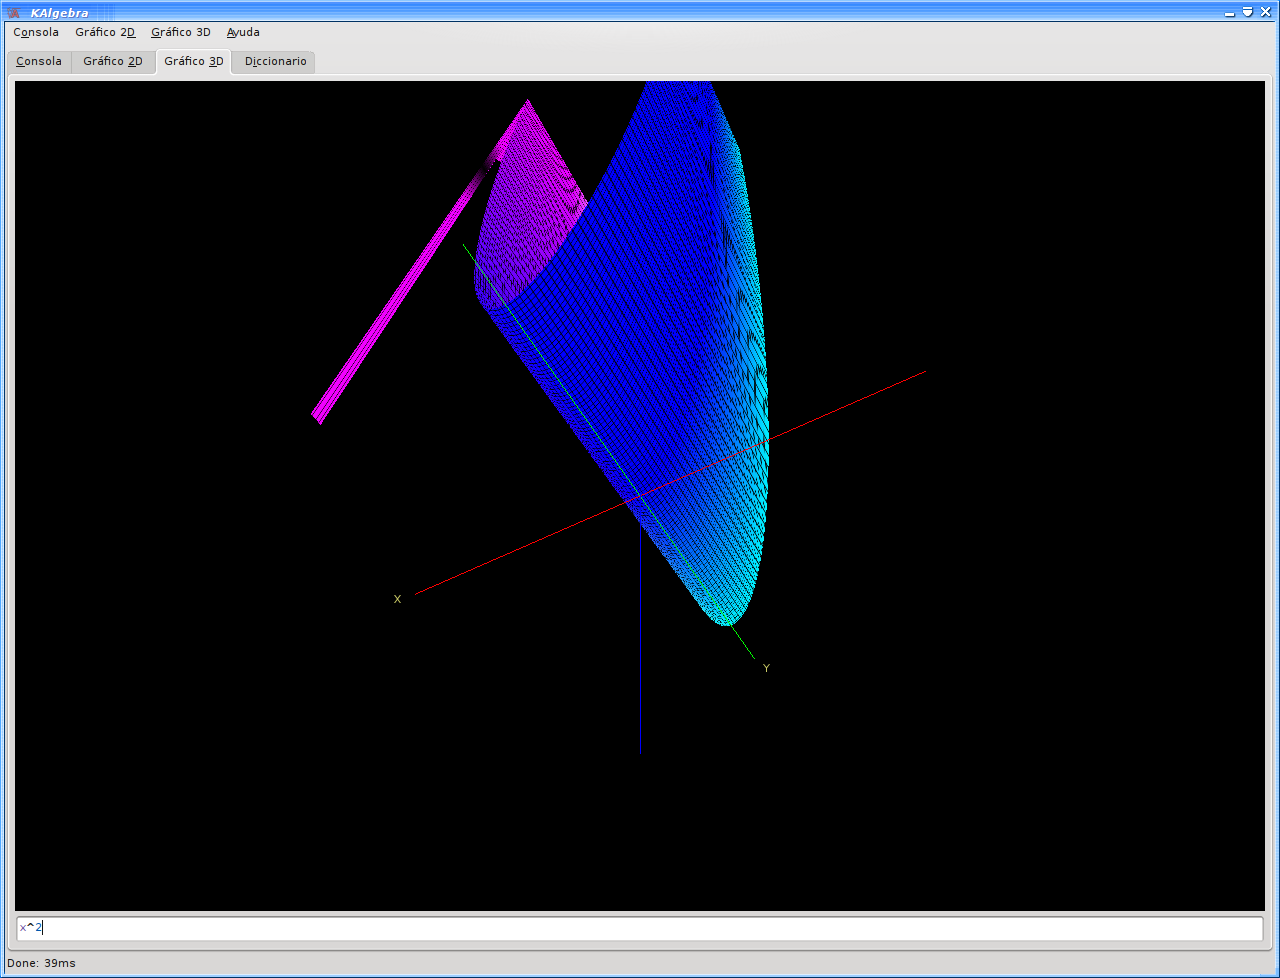 KAlgebra
Consola Gráfico 2D Gráfico 3D Ayuda
Consola Gráfico 2D Gráfico 3D Diccionario
X
Y
x^2
Done: 39ms